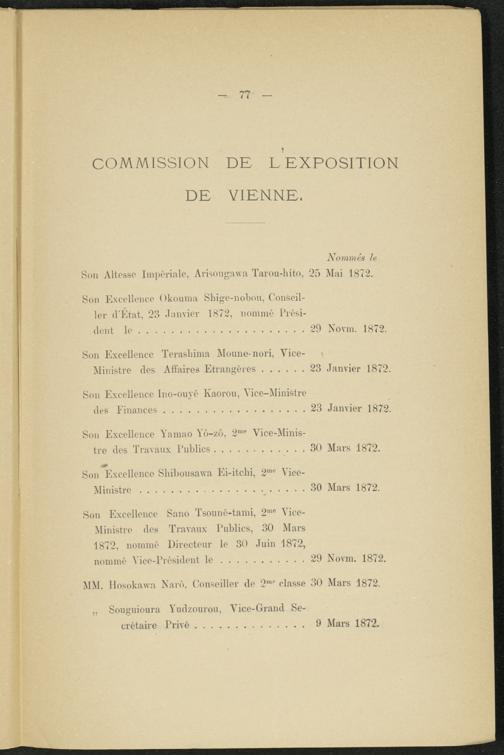 — 77 —
COMMISSION DE L'EXPOSITION
DE VIENNE.
Nommés le
Son Altesse Impériale, Arisougawa Tarou-hito, 25 Mai 1872.
Son Excellence Okouma Shige-nobou, Conseil-
ler d'État, 23 Janvier 1872, nommé Prési-
dent le . . . . . . . . . . . . . . . . . . . . . 29 Novm. 1872.
Son Excellence Terashima Moune-nori, Vice-
Ministre des Affaires Etrangères . . . . . . 23 Janvier 1872.
Son Excellence Ino-ouyé Kaorou, Vice-Ministre
des Finances . . . . . . . . . . . . . . . . . . 23 Janvier 1872.
Son Excellence Yamao Yô-zô, 2me Vice-Minis-
tre des Travaux Publics . . . . . . . . . . . . 30 Mars 1872.
Son Excellence Shibousawa Ei-itchi, 2me Vice-
Ministre . . . . . . . . . . . . . . . . . . . . . 30 Mars 1872.
Son Excellence Sano Tsouné-tami, 2me Vice-
Ministre des Travaux Publics, 30 Mars
1872, nommé Directeur le 30 Juin 1872,
nommé Vice-Président le . . . . . . . . . . . 29 Novm. 1872.
MM. Hosokawa Narô, Conseiller de 2me classe 30 Mars 1872.
„ Souguioura Yudzourou, Vice-Grand Se-
crétaire Privé . . . . . . . . . . . . . . 9 Mars 1872.